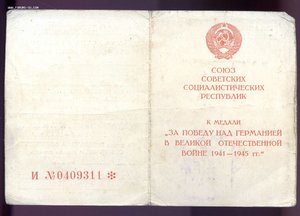 И №0409311 *
СОЮЗ
СОВЕТСКИХ
СОЦИАЛИСТИЧЕСКИХ
РЕСПУБЛИК
К МЕДАЛИ
„ЗА ПОБЕДУ НАД ГЕРМАНИЕЙ
В ВЕЛИКОЙ ОТЕЧЕСТВЕННОЙ
ВОЙНЕ 1941—1945 гг."